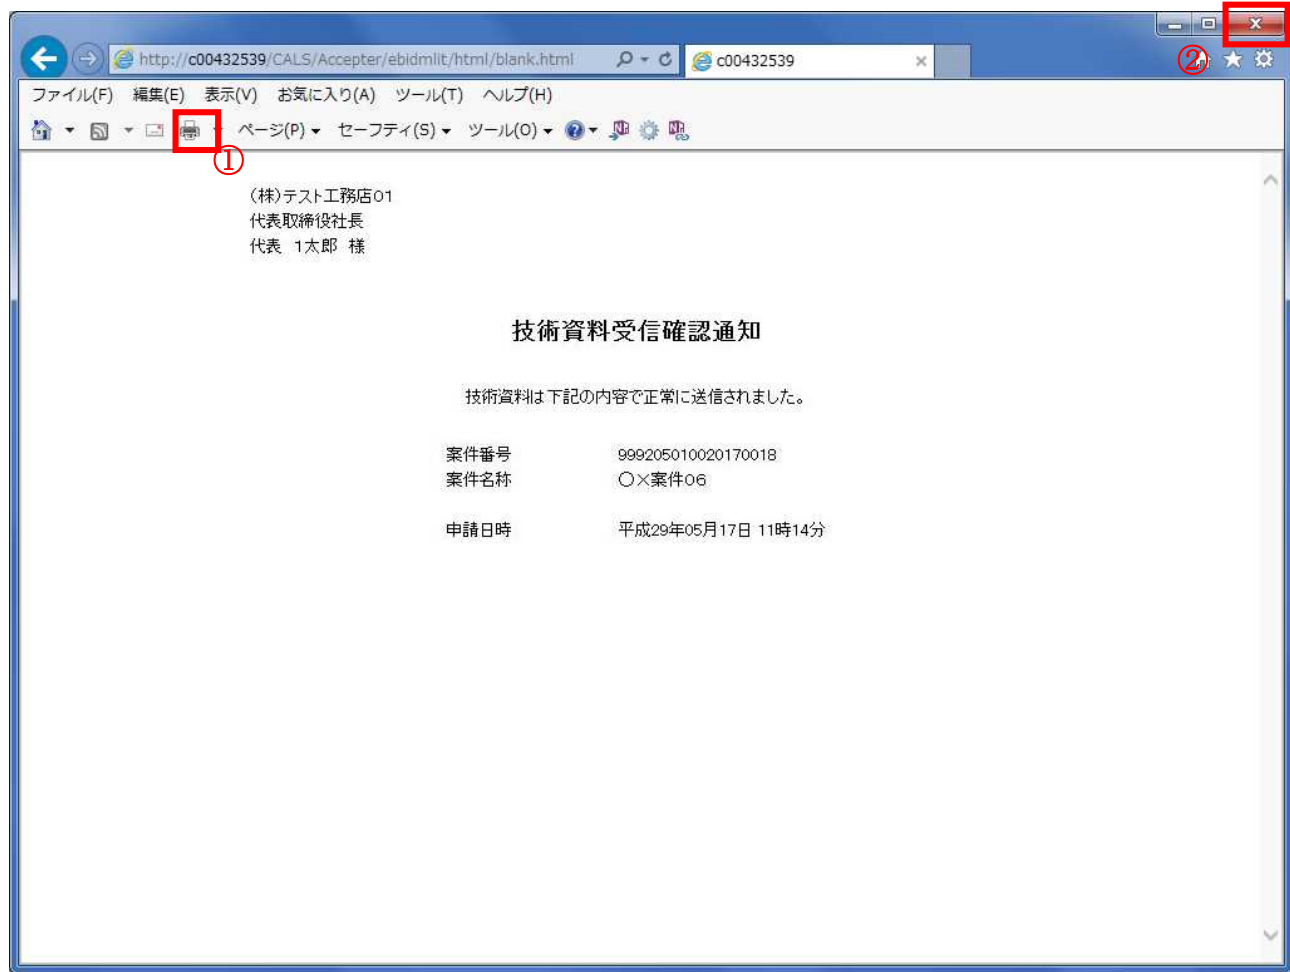 http://c00432539/CALS/Accepter/ebidmlit/html/blank.html
c00432539
②
ファイル(F) 編集(E) 表示(V) お気に入り(A) ツール(T) ヘルプ(H)
ページ(P) セーフティ(S) ツール(O)
①
(株)テスト工務店01
代表取締役社長
代表 1太郎 様
技術資料受信確認通知
技術資料は下記の内容で正常に送信されました。
案件番号 999205010020170018
案件名称 〇×案件06
申請日時 平成29年05月17日 11時14分